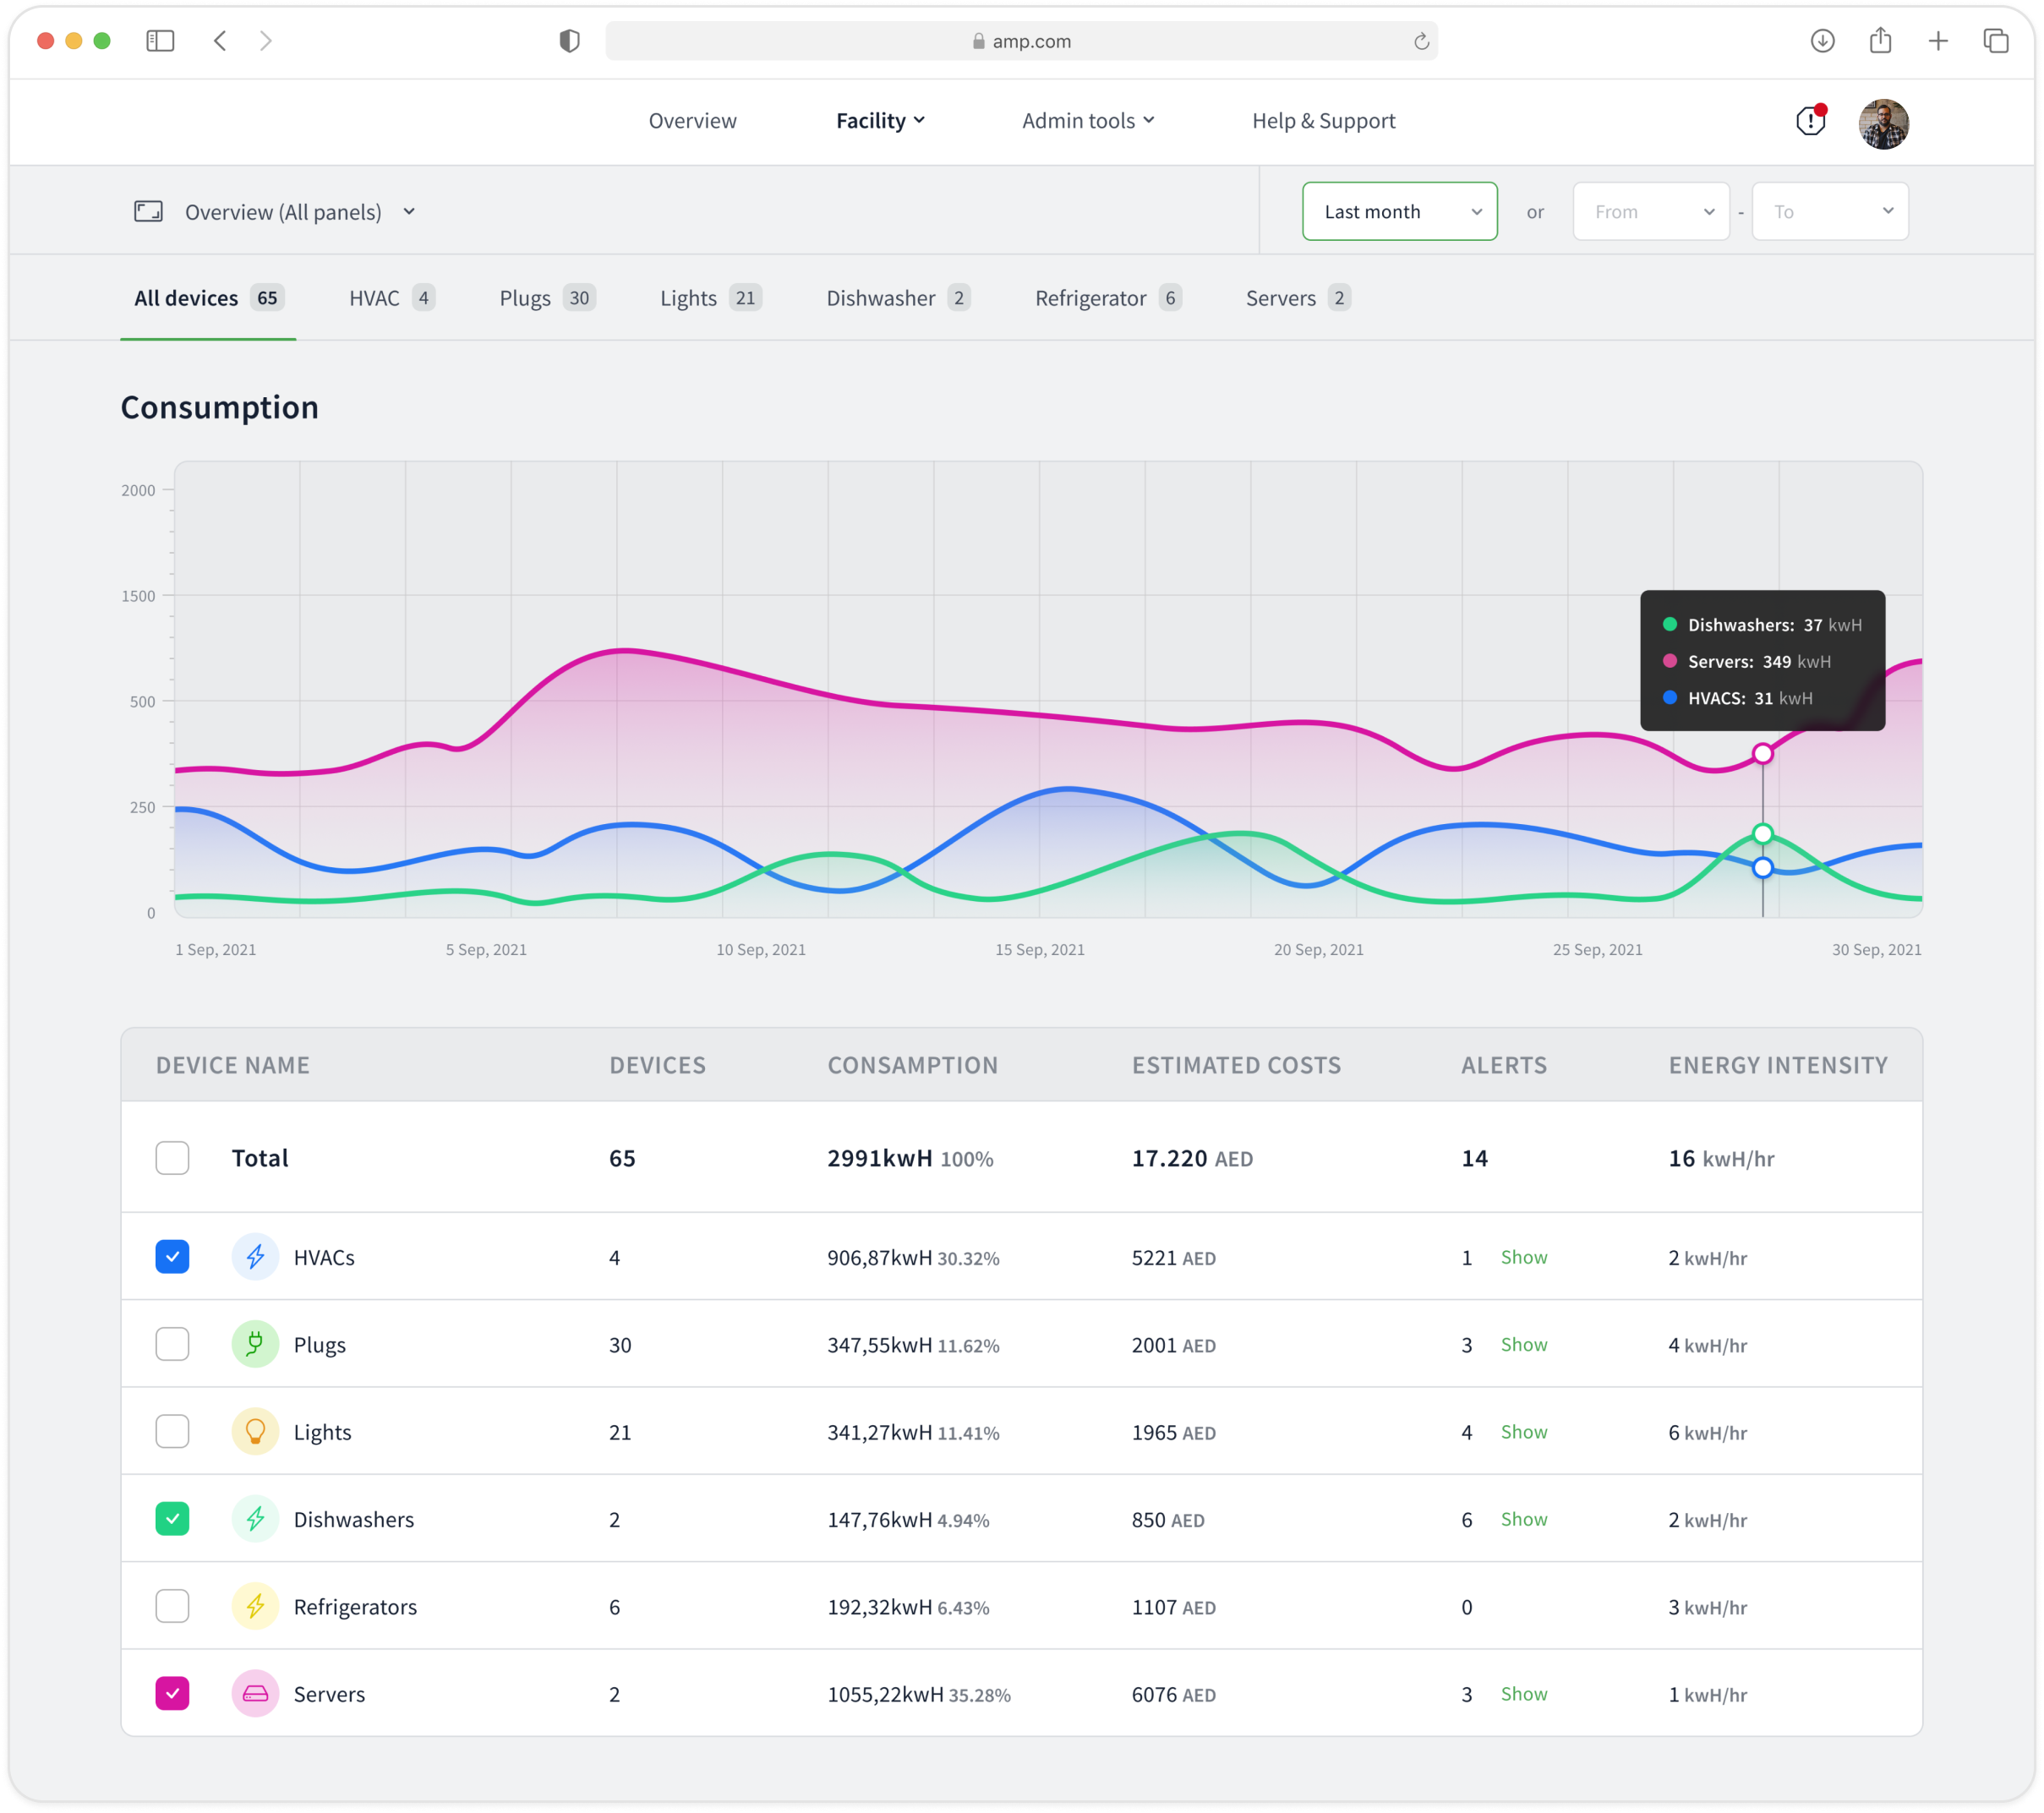 amp.com
Overview Facility Admin tools Help & Support
Overview (All panels) Last month or From - To
All devices 65 HVAC 4 Plugs 30 Lights 21 Dishwasher 2 Refrigerator 6 Servers 2
Consumption
2000
1500
Dishwashers: 37 kwH
Servers: 349 kwH
500
HVACS: 31 kwH
250
0
1 Sep, 2021 5 Sep, 2021 10 Sep, 2021 15 Sep, 2021 20 Sep, 2021 25 Sep, 2021 30 Sep, 2021
DEVICE NAME DEVICES CONSAMPTION ESTIMATED COSTS ALERTS ENERGY INTENSITY
Total 65 2991kwH 100% 17.220 AED 14 16 kwH/hr
HVACs 4 906,87kwH 30.32% 5221 AED 1 Show 2 kwH/hr
Plugs 30 347,55kwH 11.62% 2001 AED 3 Show 4 kwH/hr
Lights 21 341,27kwH 11.41% 1965 AED 4 Show 6 kwH/hr
Dishwashers 2 147,76kwH 4.94% 850 AED 6 Show 2 kwH/hr
Refrigerators 6 192,32kwH 6.43% 1107 AED 0 3 kwH/hr
Servers 2 1055,22kwH 35.28% 6076 AED 3 Show 1 kwH/hr